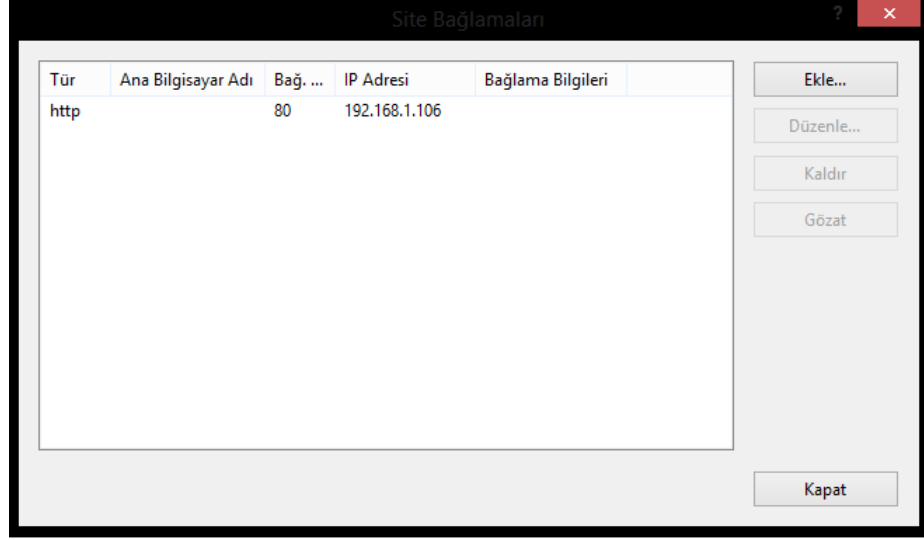 Site Bağlamaları
?
Tür Ana Bilgisayar Adı Bağ. ... IP Adresi Bağlama Bilgileri
http 80 192.168.1.106
Ekle...
Düzenle...
Kaldır
Gözat
Kapat